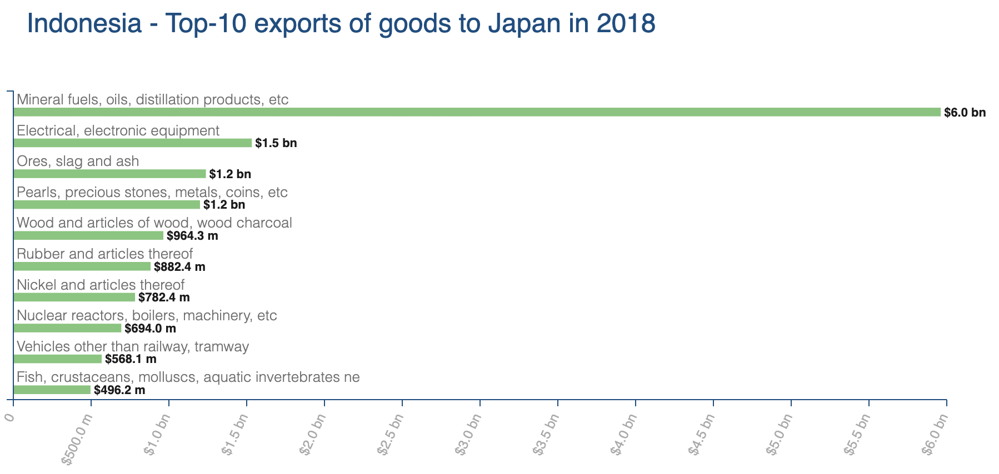 Indonesia - Top-10 exports of goods to Japan in 2018
Mineral fuels, oils, distillation products, etc
$6.0 bn
Electrical, electronic equipment
$1.5 bn
Ores, slag and ash
$1.2 bn
Pearls, precious stones, metals, coins, etc
$1.2 bn
Wood and articles of wood, wood charcoal
$964.3 m
Rubber and articles thereof
$882.4 m
Nickel and articles thereof
$782.4 m
Nuclear reactors, boilers, machinery, etc
$694.0 m
Vehicles other than railway, tramway
$568.1 m
Fish, crustaceans, molluscs, aquatic invertebrates ne
$496.2 m
0
$500.0 m
$1.0 bn
$1.5 bn
$2.0 bn
$2.5 bn
$3.0 bn
$3.5 bn
$4.0 bn
$4.5 bn
$5.0 bn
$5.5 bn
$6.0 bn